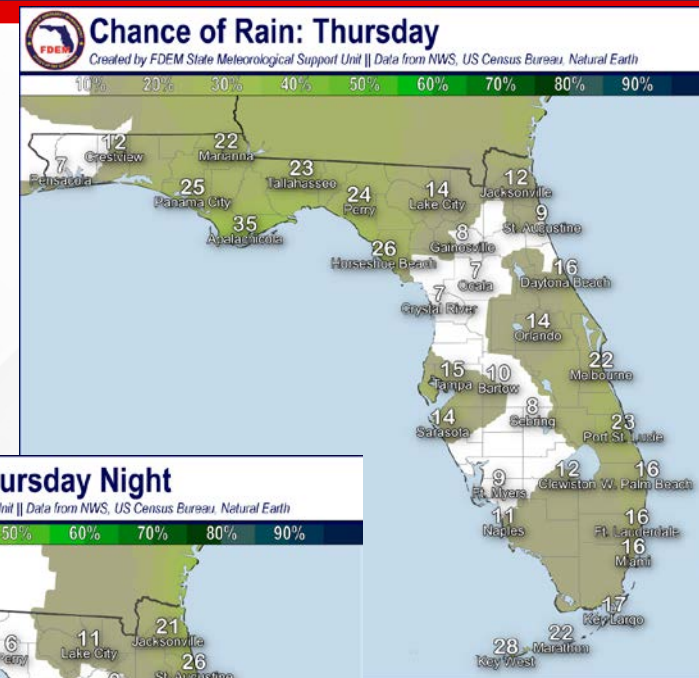 FDEM
Chance of Rain: Thursday
Created by FDEM State Meteorological Support Unit || Data from NWS, US Census Bureau, Natural Earth
10% 20% 30% 40% 50% 60% 70% 80% 90%
12
Crestview
22
Marianna
7
Pensacola
23
Tallahassee
12
Jacksonville
25
Panama City
24
Perry
14
Lake City
9
St. Augustine
35
Apalachicola
8
Gainesville
26
Horseshoe Beach
7
Ocala
16
Daytona Beach
7
Crystal River
14
Orlando
15
Tampa
10
Bartow
22
Melbourne
14
Sarasota
8
Sebring
23
Port St. Lucie
9
Ft. Myers
12
Clewiston
16
W. Palm Beach
11
Naples
16
Ft. Lauderdale
16
Miami
17
Key Largo
28
Key West
22
Marathon
ursday Night
nit || Data from NWS, US Census Bureau, Natural Earth
50% 60% 70% 80% 90%
6
erry
11
Lake City
21
Jacksonville
26
St. Augustine